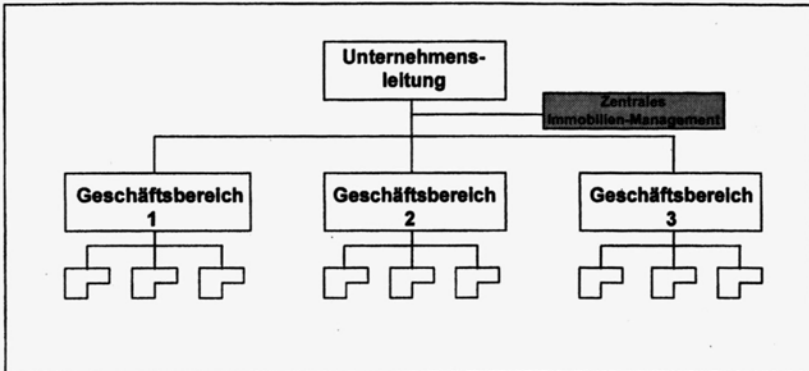 Unternehmens-
leitung
Zentrales
Immobilien-Management
Geschäftsbereich
1
Geschäftsbereich
2
Geschäftsbereich
3